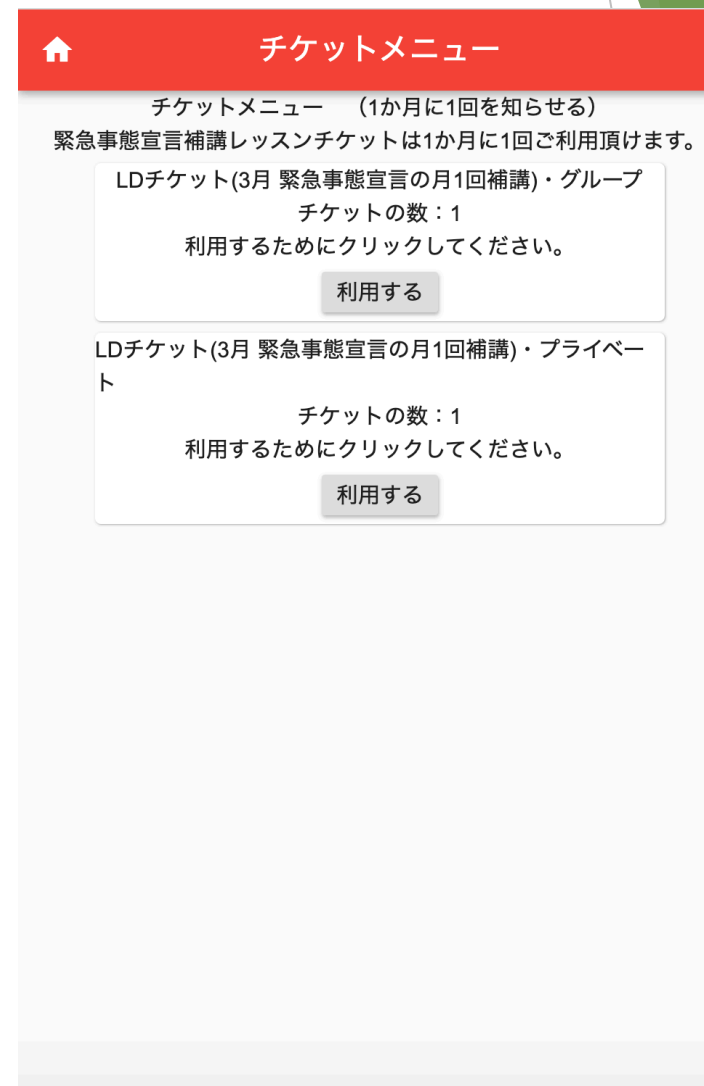 チケットメニュー
チケットメニュー　（1か月に1回を知らせる）
緊急事態宣言補講レッスンチケットは1か月に1回ご利用頂けます。
LDチケット(3月 緊急事態宣言の月1回補講)・グループ
チケットの数：1
利用するためにクリックしてください。
利用する
LDチケット(3月 緊急事態宣言の月1回補講)・プライベー
ト
チケットの数：1
利用するためにクリックしてください。
利用する